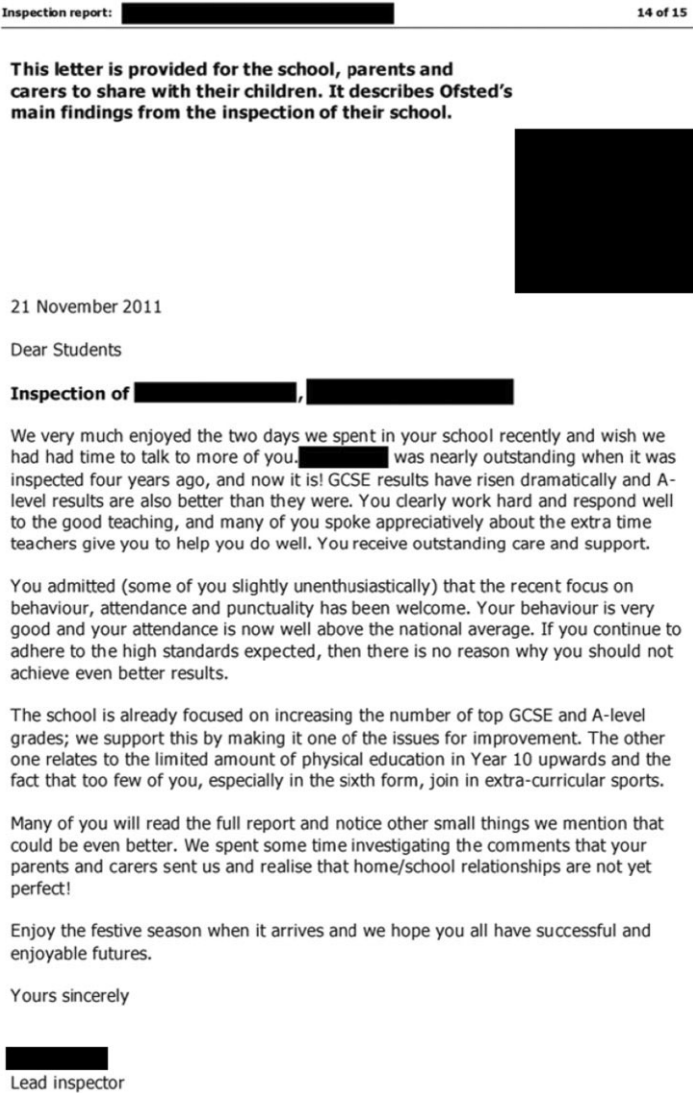 Inspection report: 14 of 15
This letter is provided for the school, parents and
carers to share with their children. It describes Ofsted's
main findings from the inspection of their school.
21 November 2011
Dear Students
Inspection of ,
We very much enjoyed the two days we spent in your school recently and wish we
had had time to talk to more of you. was nearly outstanding when it was
inspected four years ago, and now it is! GCSE results have risen dramatically and A-
level results are also better than they were. You clearly work hard and respond well
to the good teaching, and many of you spoke appreciatively about the extra time
teachers give you to help you do well. You receive outstanding care and support.
You admitted (some of you slightly unenthusiastically) that the recent focus on
behaviour, attendance and punctuality has been welcome. Your behaviour is very
good and your attendance is now well above the national average. If you continue to
adhere to the high standards expected, then there is no reason why you should not
achieve even better results.
The school is already focused on increasing the number of top GCSE and A-level
grades; we support this by making it one of the issues for improvement. The other
one relates to the limited amount of physical education in Year 10 upwards and the
fact that too few of you, especially in the sixth form, join in extra-curricular sports.
Many of you will read the full report and notice other small things we mention that
could be even better. We spent some time investigating the comments that your
parents and carers sent us and realise that home/school relationships are not yet
perfect!
Enjoy the festive season when it arrives and we hope you all have successful and
enjoyable futures.
Yours sincerely
Lead inspector